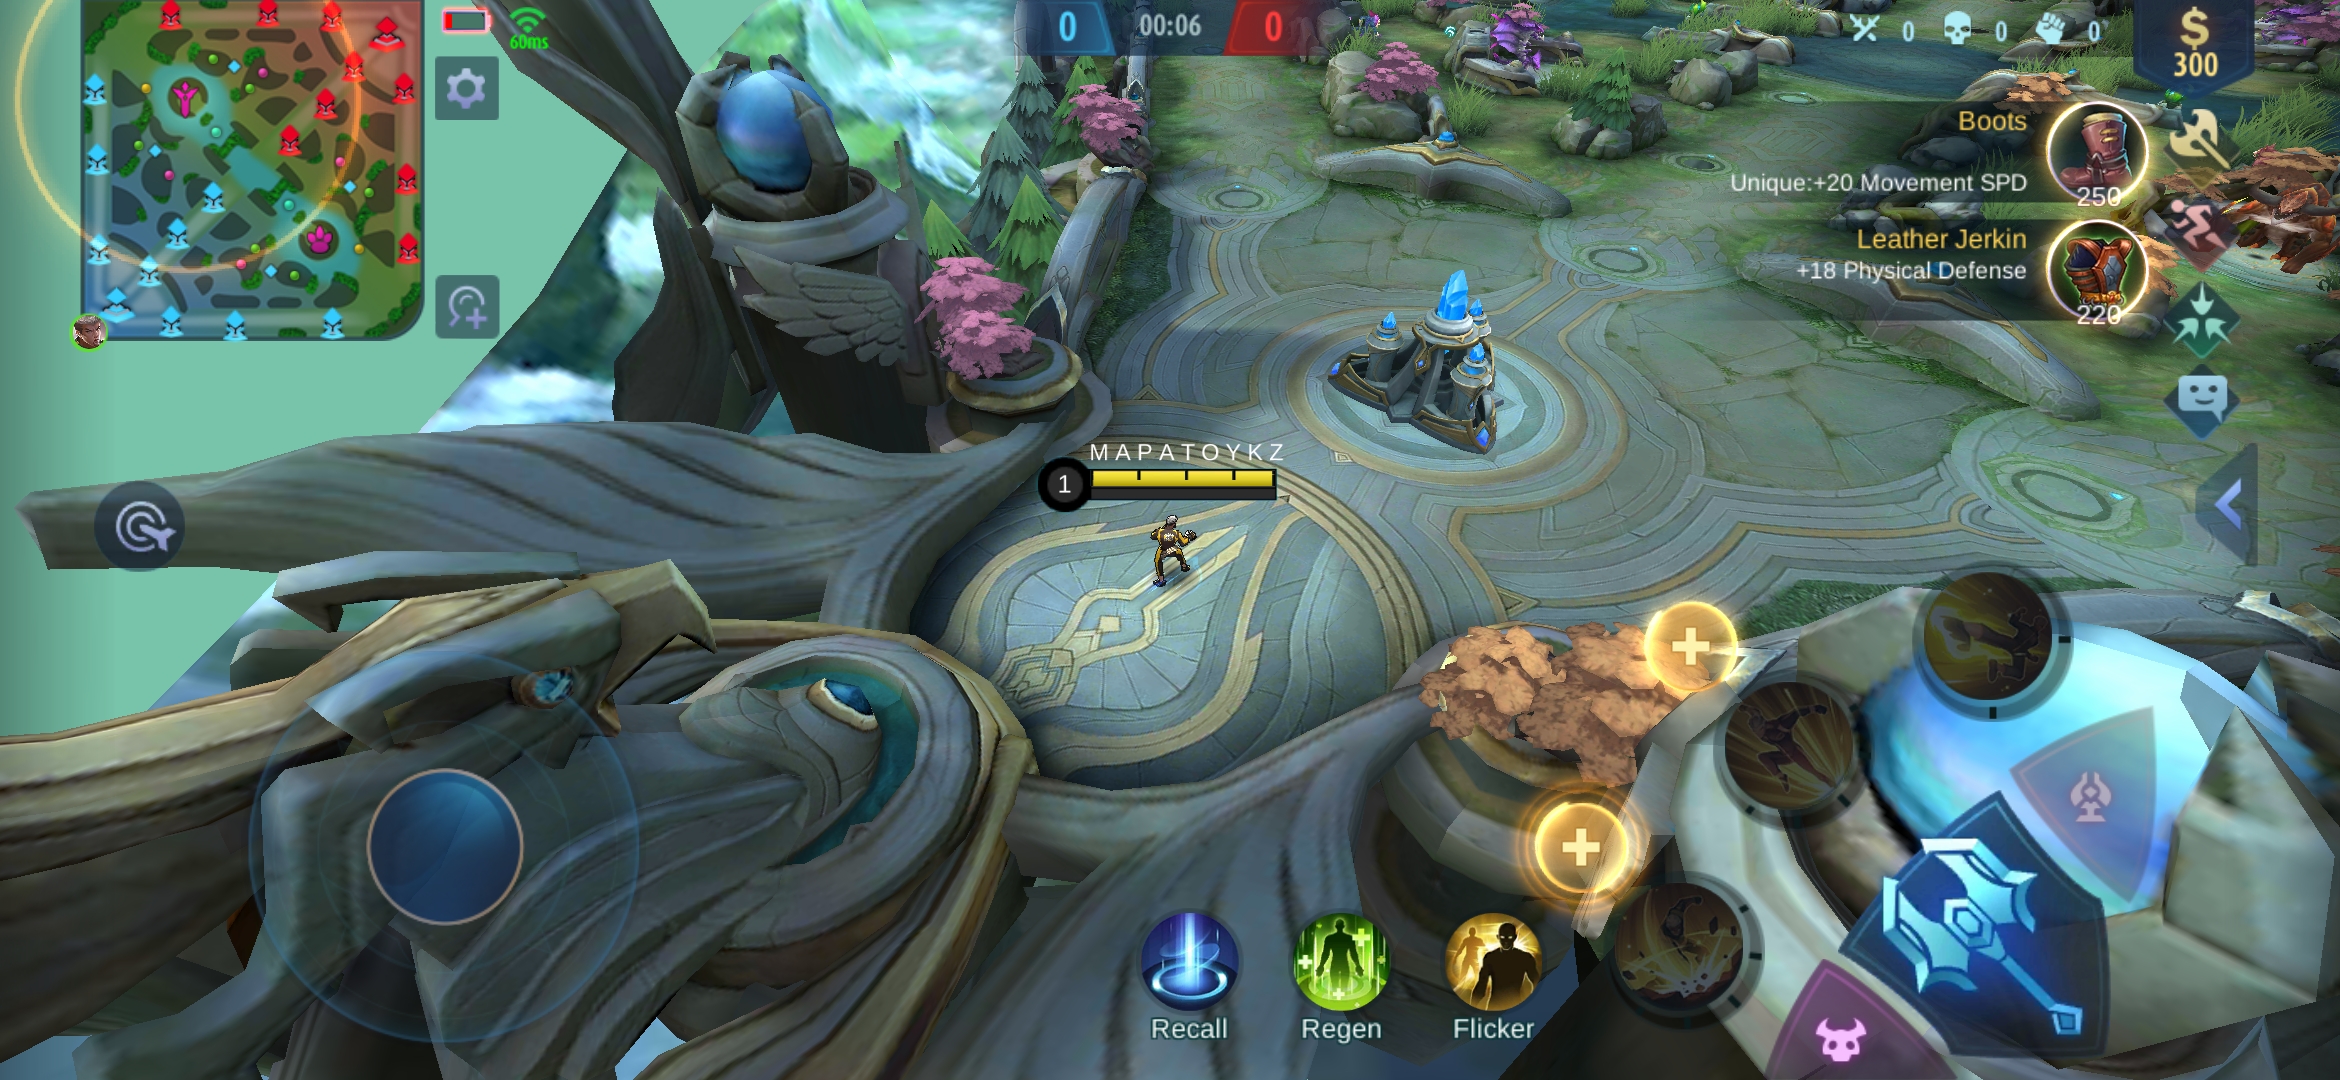 60ms
0 00:06 0
0 0 0
$
300
Boots
Unique:+20 Movement SPD
250
Leather Jerkin
+18 Physical Defense
220
MAPATOYKZ
1
Recall Regen Flicker